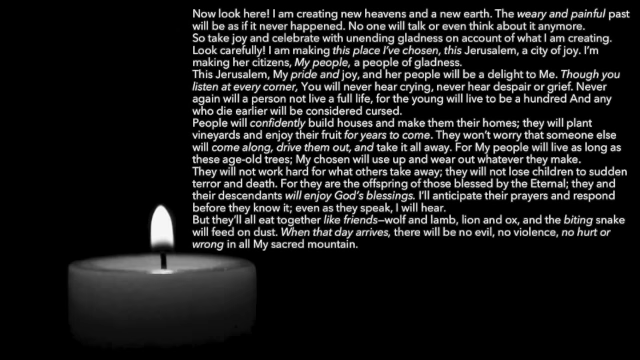 Now look here! I am creating new heavens and a new earth. The weary and painful past
will be as if it never happened. No one will talk or even think about it anymore.
So take joy and celebrate with unending gladness on account of what I am creating.
Look carefully! I am making this place I've chosen, this Jerusalem, a city of joy. I'm
making her citizens, My people, a people of gladness.
This Jerusalem, My pride and joy, and her people will be a delight to Me. Though you
listen at every corner, You will never hear crying, never hear despair or grief. Never
again will a person not live a full life, for the young will live to be a hundred And any
who die earlier will be considered cursed.
People will confidently build houses and make them their homes; they will plant
vineyards and enjoy their fruit for years to come. They won't worry that someone else
will come along, drive them out, and take it all away. For My people will live as long as
these age-old trees; My chosen will use up and wear out whatever they make.
They will not work hard for what others take away; they will not lose children to sudden
terror and death. For they are the offspring of those blessed by the Eternal; they and
their descendants will enjoy God's blessings. I'll anticipate their prayers and respond
before they know it; even as they speak, I will hear.
But they'll all eat together like friends—wolf and lamb, lion and ox, and the biting snake
will feed on dust. When that day arrives, there will be no evil, no violence, no hurt or
wrong in all My sacred mountain.